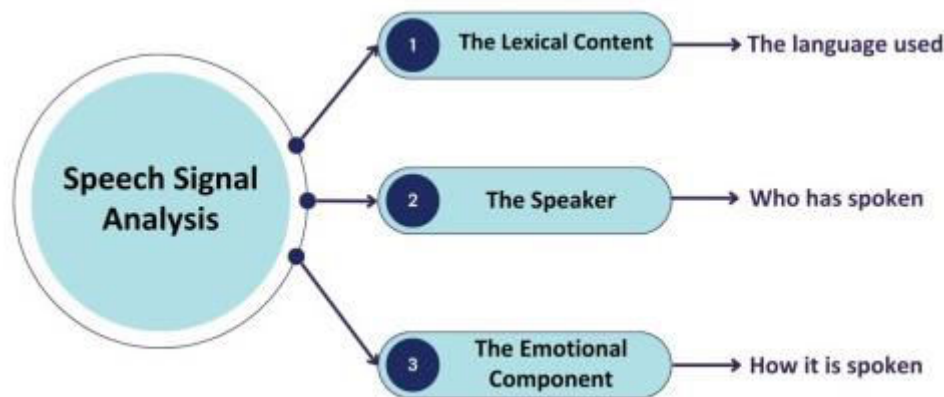 Speech Signal
Analysis
1
The Lexical Content
The language used
2
The Speaker
Who has spoken
3
The Emotional
Component
How it is spoken